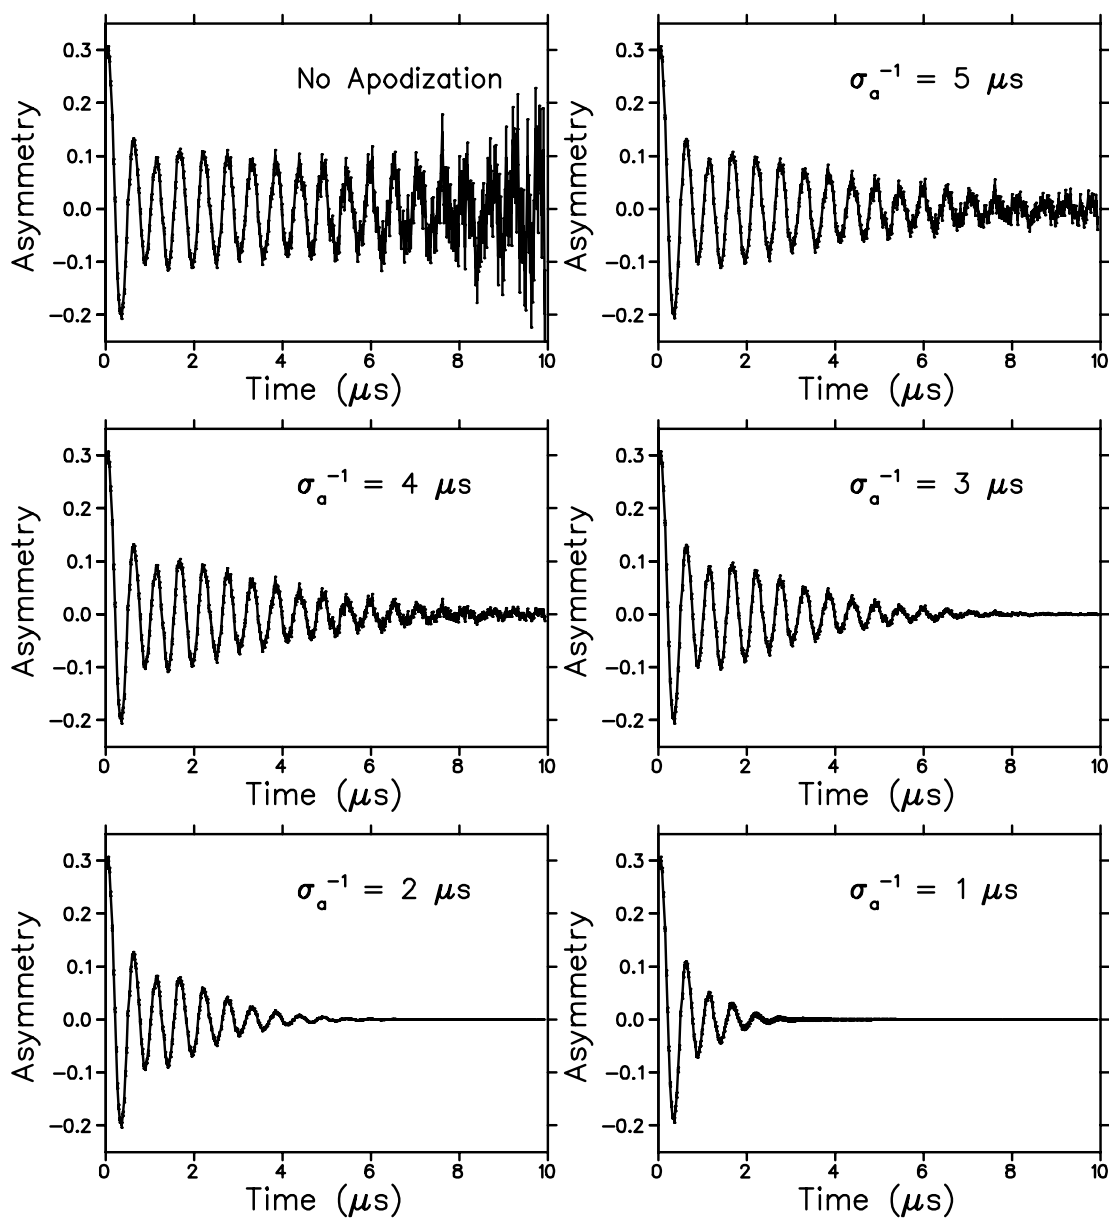 No Apodization
0.3
0.2
0.1
0.0
−0.1
−0.2
Asymmetry
0 2 4 6 8 10
Time (μs)
σₐ⁻¹ = 5 μs
0.3
0.2
0.1
0.0
−0.1
−0.2
Asymmetry
0 2 4 6 8 10
Time (μs)
σₐ⁻¹ = 4 μs
0.3
0.2
0.1
0.0
−0.1
−0.2
Asymmetry
0 2 4 6 8 10
Time (μs)
σₐ⁻¹ = 3 μs
0.3
0.2
0.1
0.0
−0.1
−0.2
Asymmetry
0 2 4 6 8 10
Time (μs)
σₐ⁻¹ = 2 μs
0.3
0.2
0.1
0.0
−0.1
−0.2
Asymmetry
0 2 4 6 8 10
Time (μs)
σₐ⁻¹ = 1 μs
0.3
0.2
0.1
0.0
−0.1
−0.2
Asymmetry
0 2 4 6 8 10
Time (μs)